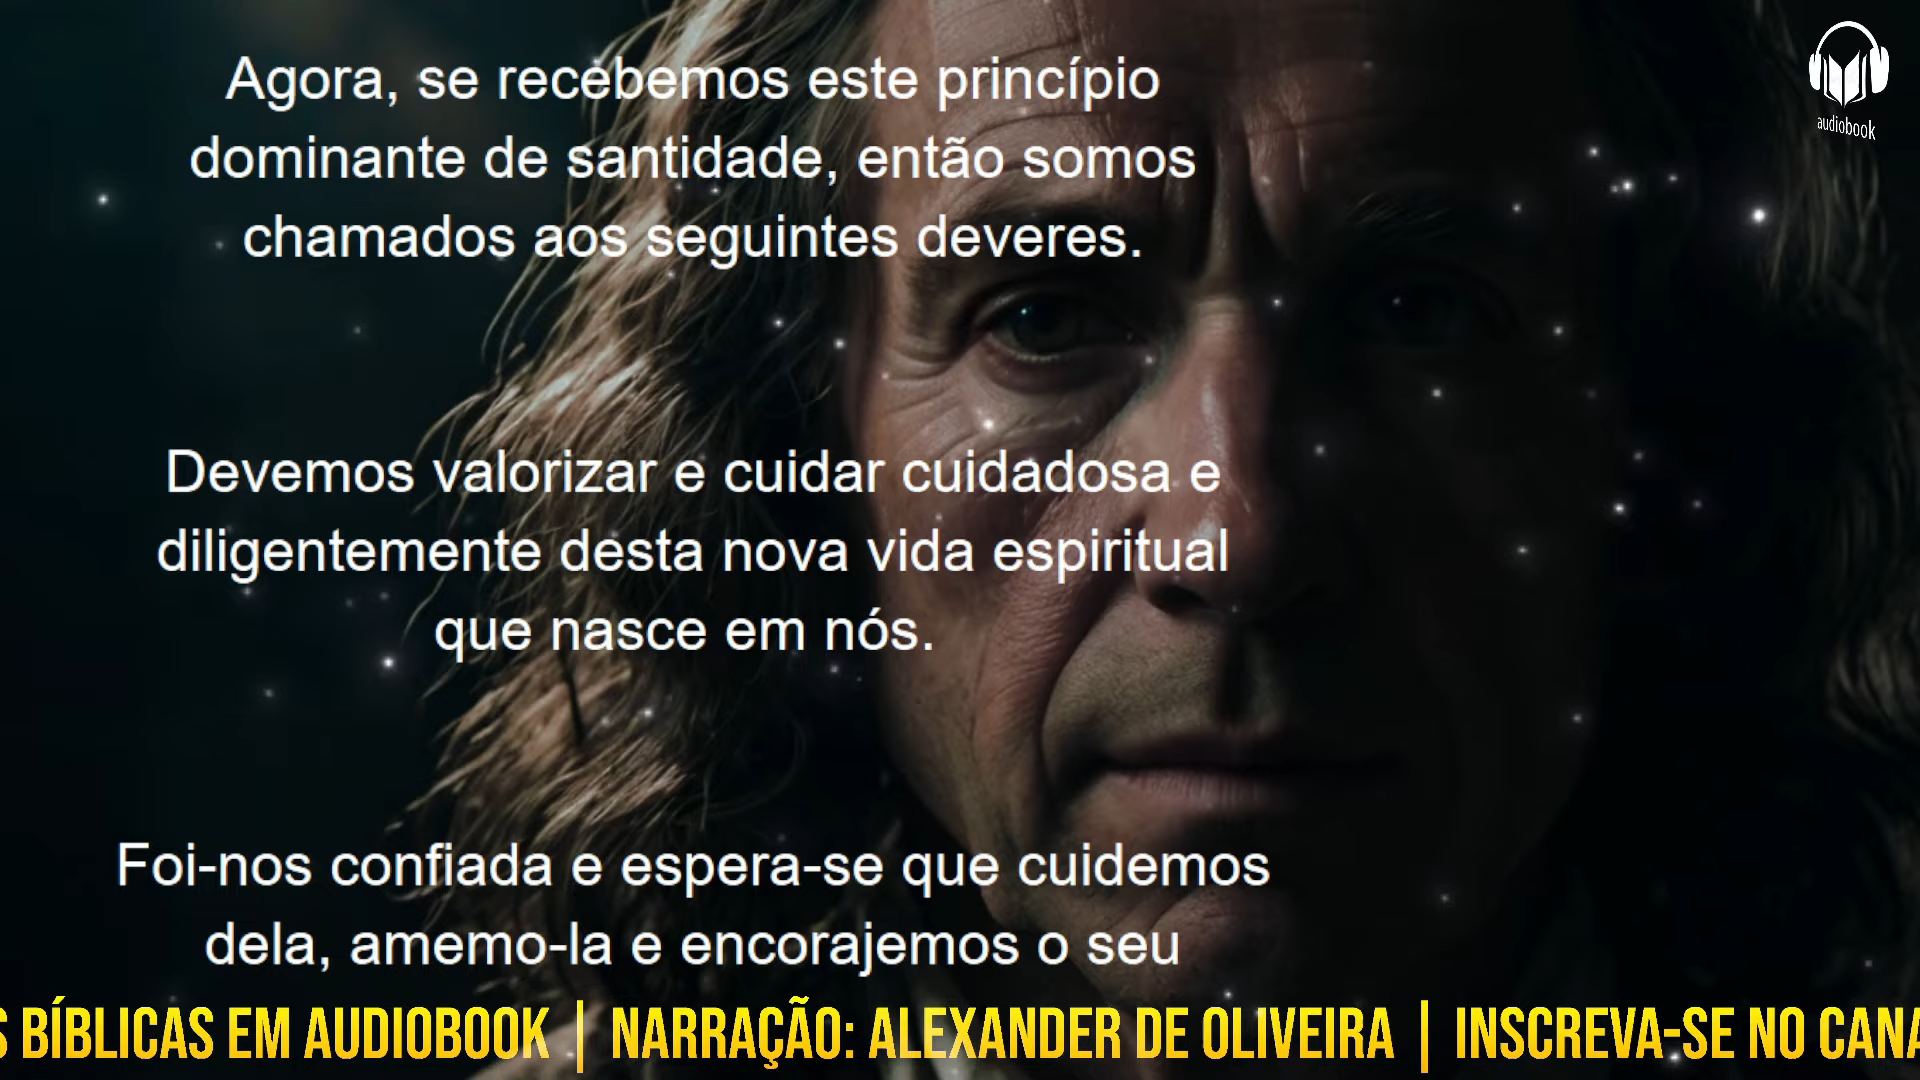 Agora, se recebemos este princípio
dominante de santidade, então somos
chamados aos seguintes deveres.
Devemos valorizar e cuidar cuidadosa e
diligentemente desta nova vida espiritual
que nasce em nós.
Foi-nos confiada e espera-se que cuidemos
dela, amemo-la e encorajemos o seu
audiobook
S BÍBLICAS EM AUDIOBOOK | NARRAÇÃO: ALEXANDER DE OLIVEIRA | INSCREVA-SE NO CANA